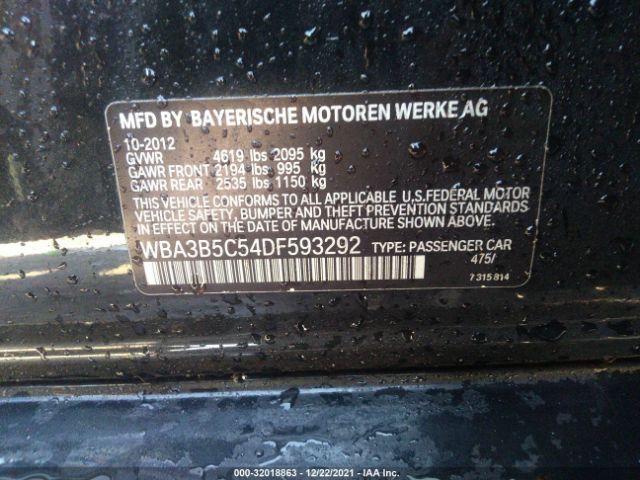 MFD BY BAYERISCHE MOTOREN WERKE AG
10-2012
GVWR 4619 lbs 2095 kg
GAWR FRONT 2194 lbs 995 kg
GAWR REAR 2535 lbs 1150 kg
THIS VEHICLE CONFORMS TO ALL APPLICABLE U.S.FEDERAL MOTOR
VEHICLE SAFETY, BUMPER AND THEFT PREVENTION STANDARDS
IN EFFECT ON THE DATE OF MANUFACTURE SHOWN ABOVE.
WBA3B5C54DF593292 TYPE: PASSENGER CAR
475/
7 315 814
000-32018863 - 12/22/2021 - IAA Inc.